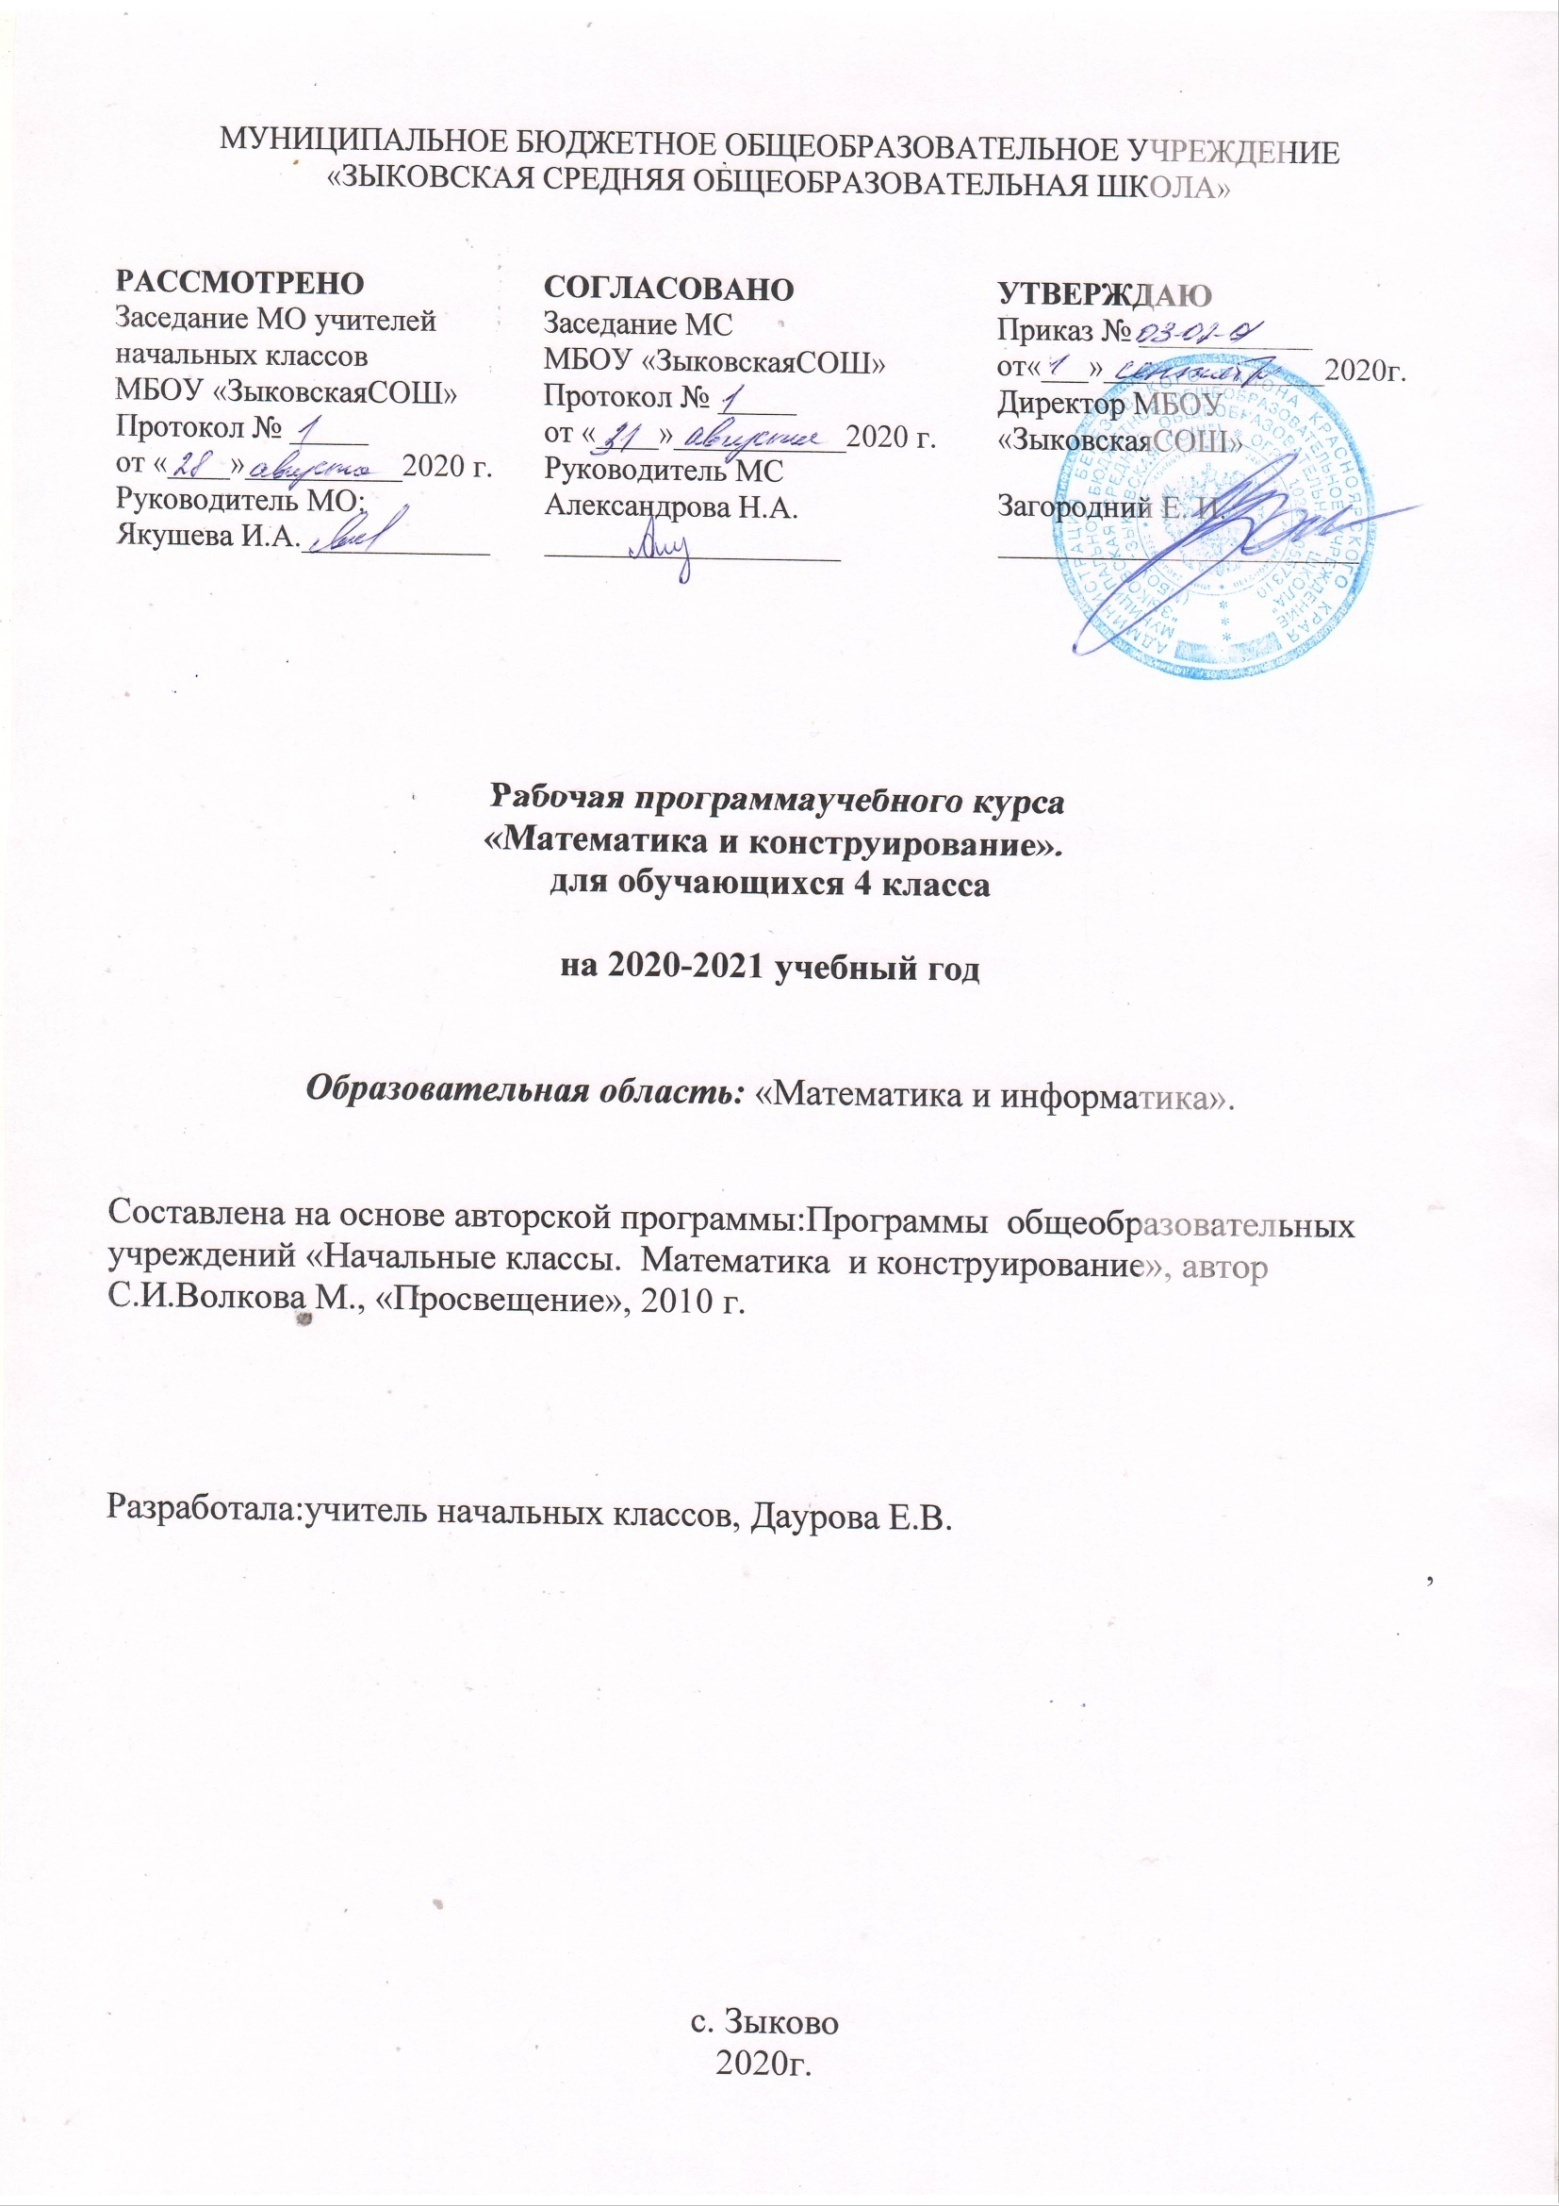 МУНИЦИПАЛЬНОЕ БЮДЖЕТНОЕ ОБЩЕОБРАЗОВАТЕЛЬНОЕ УЧРЕЖДЕНИЕ
«ЗЫКОВСКАЯ СРЕДНЯЯ ОБЩЕОБРАЗОВАТЕЛЬНАЯ ШКОЛА»
РАССМОТРЕНО
Заседание МО учителей
начальных классов
МБОУ «ЗыковскаяСОШ»
Протокол № 1
от «28» августа 2020 г.
Руководитель МО:
Якушева И.А.
СОГЛАСОВАНО
Заседание МС
МБОУ «ЗыковскаяСОШ»
Протокол № 1
от «31» августа 2020 г.
Руководитель МС
Александрова Н.А.
УТВЕРЖДАЮ
Приказ №
от«1» сентября 2020г.
Директор МБОУ
«ЗыковскаяСОШ»
Загородний Е. И.
Рабочая программаучебного курса
«Математика и конструирование».
для обучающихся 4 класса
на 2020-2021 учебный год
Образовательная область: «Математика и информатика».
Составлена на основе авторской программы:Программы общеобразовательных
учреждений «Начальные классы. Математика и конструирование», автор
С.И.Волкова М., «Просвещение», 2010 г.
Разработала:учитель начальных классов, Даурова Е.В.
,
с. Зыково
2020г.